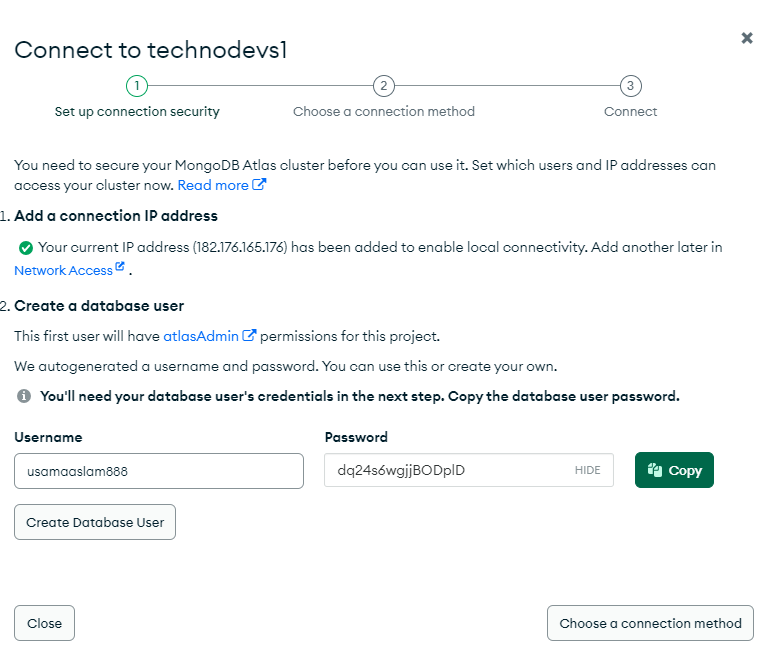 Connect to technodevs1
1
2
3
Set up connection security
Choose a connection method
Connect
You need to secure your MongoDB Atlas cluster before you can use it. Set which users and IP addresses can
access your cluster now. Read more
1. Add a connection IP address
Your current IP address (182.176.165.176) has been added to enable local connectivity. Add another later in
Network Access .
2. Create a database user
This first user will have atlasAdmin permissions for this project.
We autogenerated a username and password. You can use this or create your own.
You'll need your database user's credentials in the next step. Copy the database user password.
Username
Password
usamaaslam888
dq24s6wgjjBODplD
HIDE
Copy
Create Database User
Close
Choose a connection method